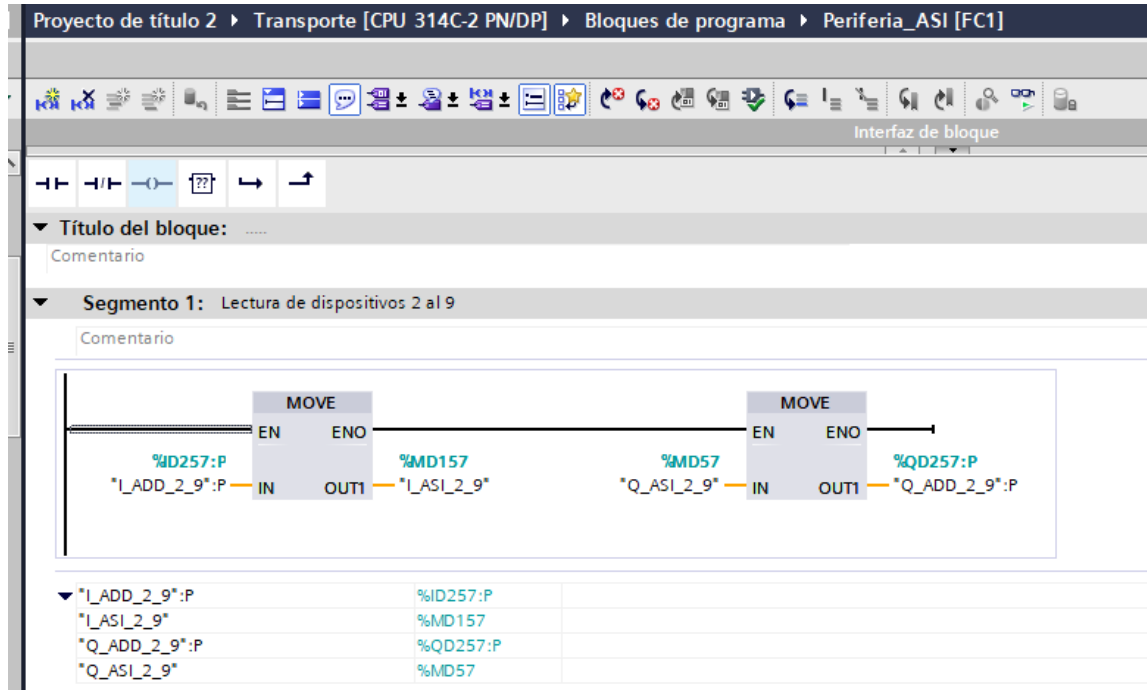 Proyecto de título 2 ▸ Transporte [CPU 314C-2 PN/DP] ▸ Bloques de programa ▸ Periferia_ASI [FC1]
Interfaz de bloque
Título del bloque: .....
Comentario
Segmento 1: Lectura de dispositivos 2 al 9
Comentario
MOVE MOVE
EN ENO EN ENO
%ID257:P %MD157 %MD57 %QD257:P
"I_ADD_2_9":P IN OUT1 "I_ASI_2_9" "Q_ASI_2_9" IN OUT1 "Q_ADD_2_9":P
"I_ADD_2_9":P %ID257:P
"I_ASI_2_9" %MD157
"Q_ADD_2_9":P %QD257:P
"Q_ASI_2_9" %MD57